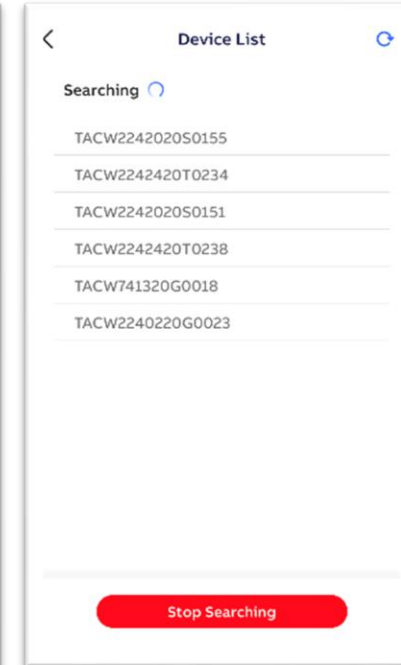 Device List
Searching
TACW2242020S0155
TACW2242420T0234
TACW2242020S0151
TACW2242420T0238
TACW741320G0018
TACW2240220G0023
Stop Searching